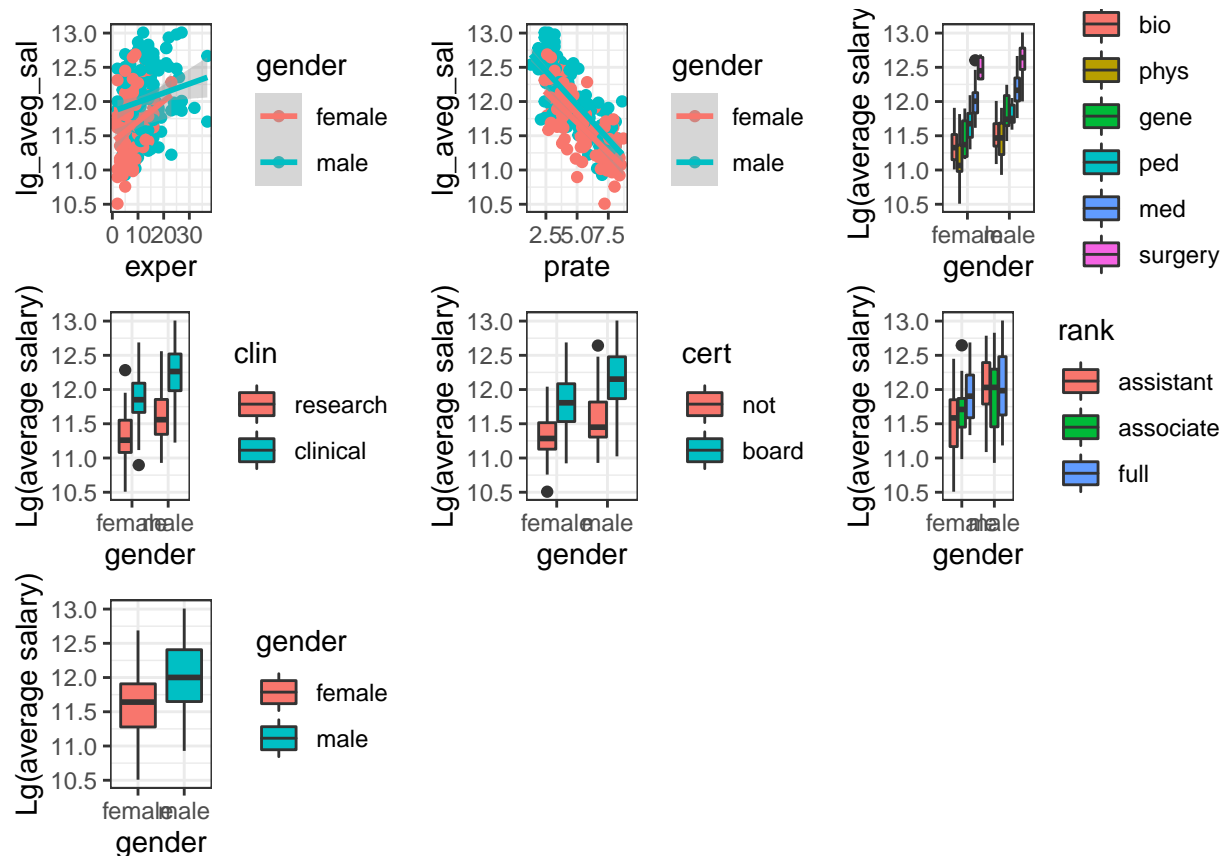 13.0
12.5
12.0
11.5
11.0
10.5
lg_aveg_sal
0 10 20 30
exper
gender
female
male
13.0
12.5
12.0
11.5
11.0
10.5
lg_aveg_sal
2.5 5.0 7.5
prate
gender
female
male
13.0
12.5
12.0
11.5
11.0
10.5
Lg(average salary)
female male
gender
bio
phys
gene
ped
med
surgery
13.0
12.5
12.0
11.5
11.0
10.5
Lg(average salary)
female male
gender
clin
research
clinical
13.0
12.5
12.0
11.5
11.0
10.5
Lg(average salary)
female male
gender
cert
not
board
13.0
12.5
12.0
11.5
11.0
10.5
Lg(average salary)
female male
gender
rank
assistant
associate
full
13.0
12.5
12.0
11.5
11.0
10.5
Lg(average salary)
female male
gender
gender
female
male